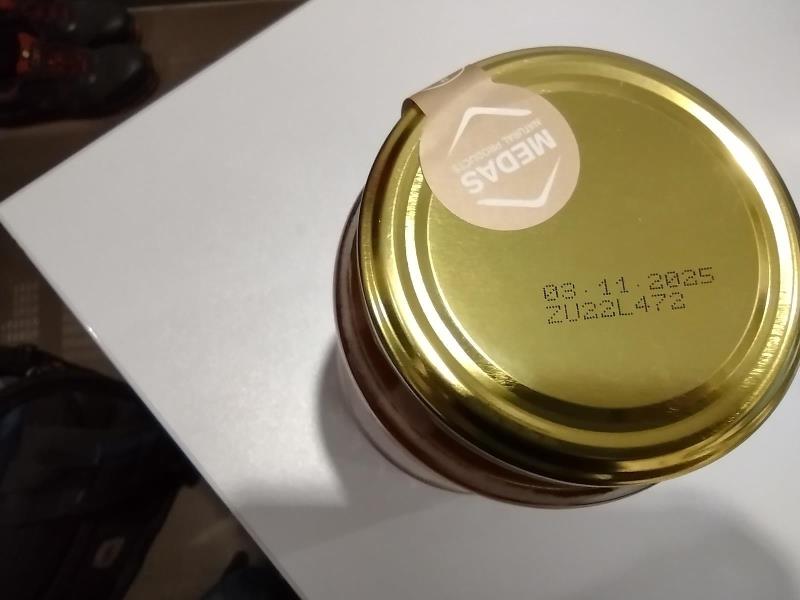 MEDAS
NATURAL PRODUCTS
03.11.2025
ZU22L472